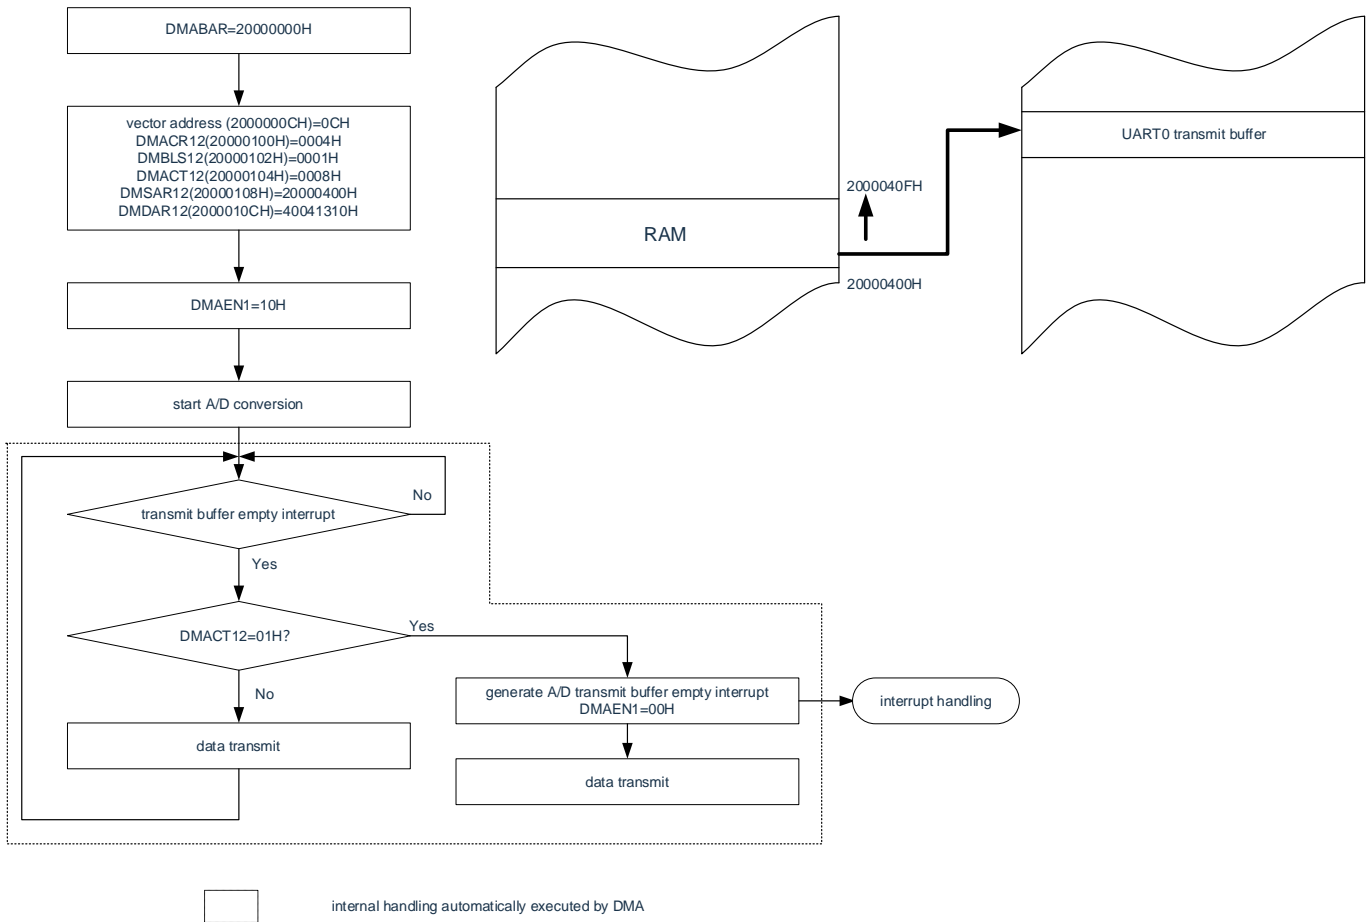 DMABAR=20000000H
vector address (2000000CH)=0CH
DMACR12(20000100H)=0004H
DMBLS12(20000102H)=0001H
DMACT12(20000104H)=0008H
DMSAR12(20000108H)=20000400H
DMDAR12(2000010CH)=40041310H
DMAEN1=10H
start A/D conversion
transmit buffer empty interrupt
No
Yes
DMACT12=01H?
Yes
No
data transmit
generate A/D transmit buffer empty interrupt
DMAEN1=00H
data transmit
interrupt handling
RAM
2000040FH
20000400H
UART0 transmit buffer
internal handling automatically executed by DMA